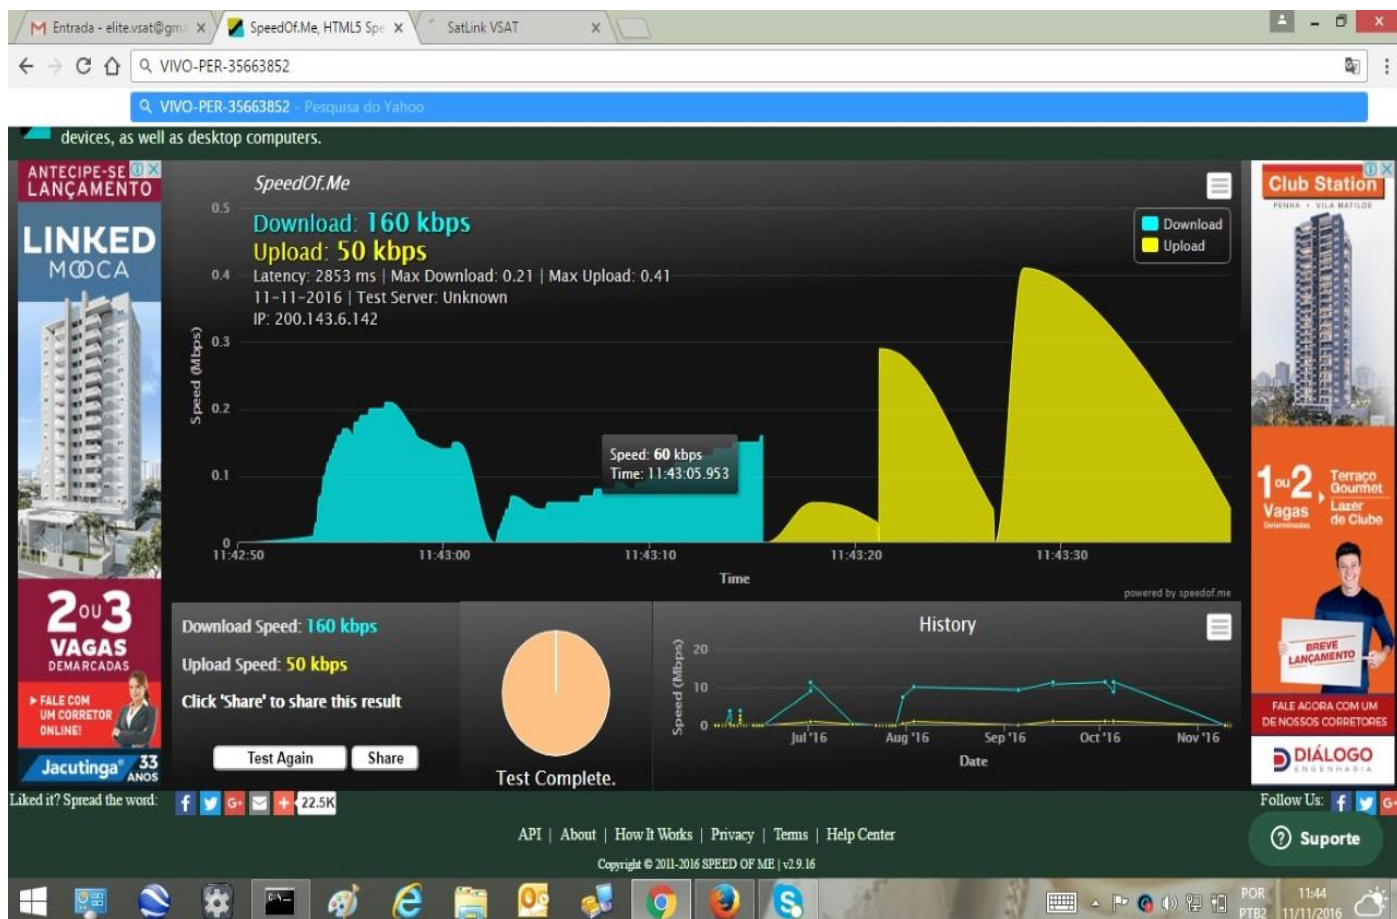 Entrada - elite.vsat@gm
SpeedOf.Me, HTML5 Spe
SatLink VSAT
VIVO-PER-35663852
VIVO-PER-35663852 - Pesquisa do Yahoo
devices, as well as desktop computers.
ANTECIPE-SE
LANÇAMENTO
LINKED
MOOCA
2 OU 3
VAGAS
DEMARCADAS
FALE COM
UM CORRETOR
ONLINE!
Jacutinga 33
ANOS
SpeedOf.Me
Download: 160 kbps
Upload: 50 kbps
Latency: 2853 ms | Max Download: 0.21 | Max Upload: 0.41
11-11-2016 | Test Server: Unknown
IP: 200.143.6.142
Download
Upload
Speed (Mbps)
0.5
0.4
0.3
0.2
0.1
0
Speed: 60 kbps
Time: 11:43:05.953
11:42:50 11:43:00 11:43:10 11:43:20 11:43:30
Time
powered by speedof.me
Club Station
PENHA • VILA MATILDE
1 ou 2
Vagas
Determinadas
Terraço
Gourmet
Lazer
de Clube
BREVE
LANÇAMENTO
FALE AGORA COM UM
DE NOSSOS CORRETORES
DIÁLOGO
ENGENHARIA
Download Speed: 160 kbps
Upload Speed: 50 kbps
Click 'Share' to share this result
Test Again Share
Test Complete.
History
Speed (Mbps)
20
10
0
Jul '16 Aug '16 Sep '16 Oct '16 Nov '16
Date
Liked it? Spread the word:
22.5K
Follow Us:
API | About | How It Works | Privacy | Terms | Help Center
Copyright © 2011-2016 SPEED OF ME | v2.9.16
Suporte
POR
PTB2
11:44
11/11/2016